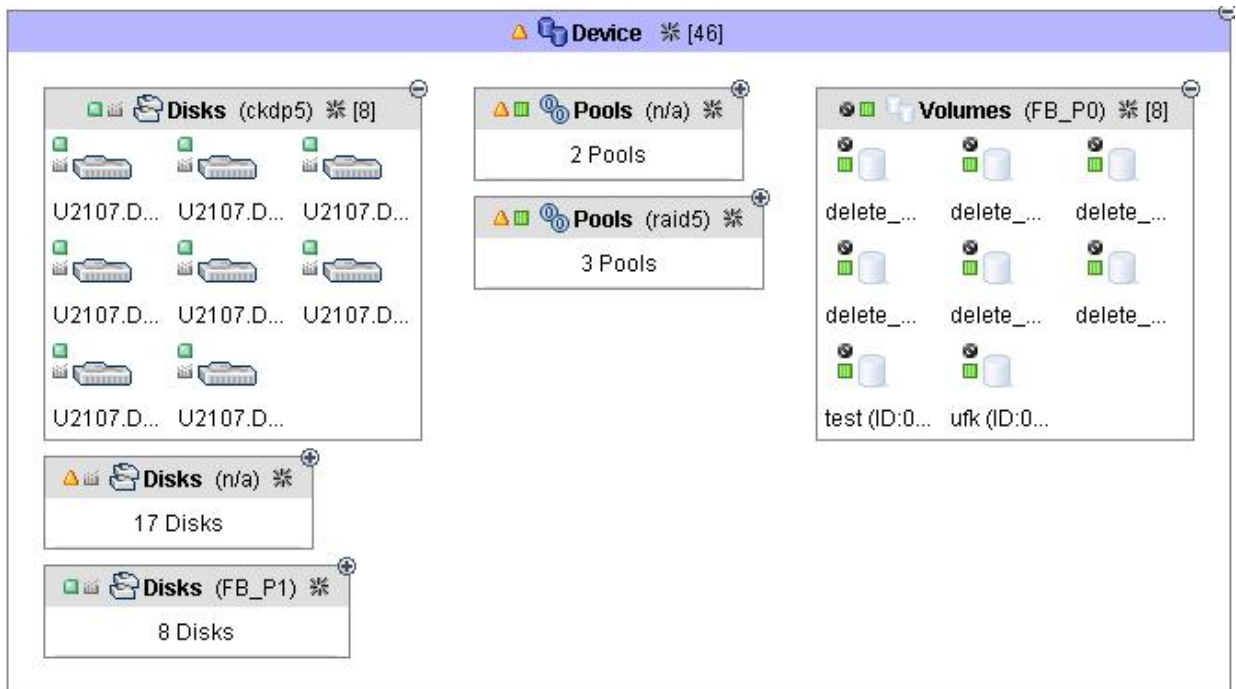 Device [46]
Disks (ckdp5) [8]
U2107.D... U2107.D... U2107.D...
U2107.D... U2107.D... U2107.D...
U2107.D... U2107.D...
Disks (n/a)
17 Disks
Disks (FB_P1)
8 Disks
Pools (n/a)
2 Pools
Pools (raid5)
3 Pools
Volumes (FB_P0) [8]
delete_... delete_... delete_...
delete_... delete_... delete_...
test (ID:0... ufk (ID:0...